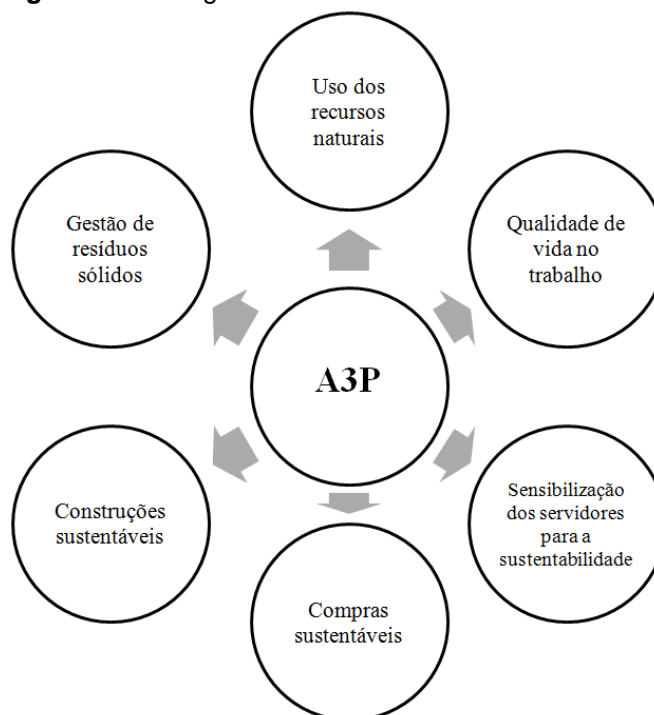 Uso dos
recursos
naturais
Qualidade de
vida no
trabalho
Sensibilização
dos servidores
para a
sustentabilidade
Compras
sustentáveis
Construções
sustentáveis
Gestão de
resíduos
sólidos
A3P